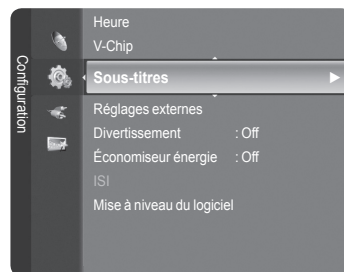 Configuration
Heure
V-Chip
Sous-titres
Réglages externes
Divertissement : Off
Économiseur énergie : Off
ISI
Mise à niveau du logiciel